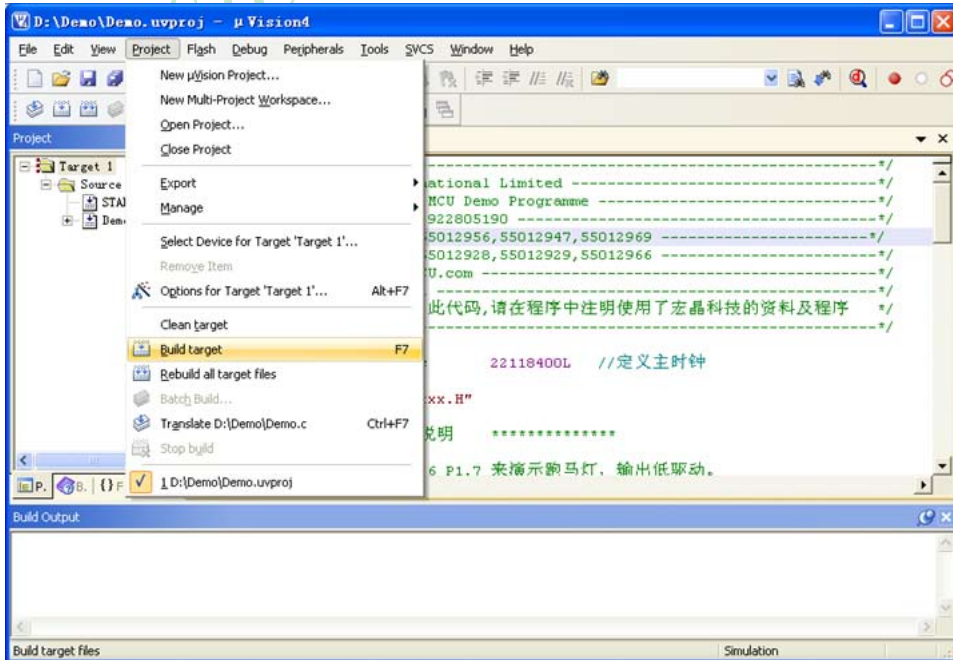 D:\Demo\Demo.uvproj - µVision4
File Edit View Project Flash Debug Peripherals Tools SVCS Window Help
Project
Target 1
Source
New µVision Project...
New Multi-Project Workspace...
Open Project...
Close Project
Export
Manage
Select Device for Target 'Target 1'...
Remove Item
Options for Target 'Target 1'... Alt+F7
Clean target
Build target F7
Rebuild all target files
Batch Build...
Translate D:\Demo\Demo.c Ctrl+F7
Stop build
1 D:\Demo\Demo.uvproj
---------------------------------------------*/
ational Limited ------------------------------*/
MCU Demo Programme ---------------------------*/
922805190 -----------------------------------*/
55012956,55012947,55012969 ---------------------*/
55012928,55012929,55012966 ----------------------*/
U.com ---------------------------------------*/
---------------------------------------------*/
此代码,请在程序中注明使用了宏晶科技的资料及程序 */
---------------------------------------------*/
22118400L //定义主时钟
xx.H"
说明 **************
6 P1.7 来演示跑马灯，输出低驱动。
P. B. {} F
Build Output
Build target files Simulation